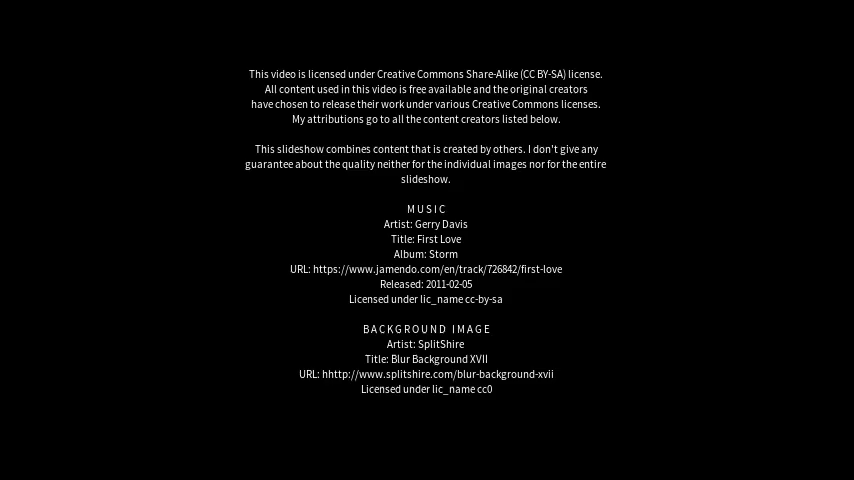 This video is licensed under Creative Commons Share-Alike (CC BY-SA) license.
All content used in this video is free available and the original creators
have chosen to release their work under various Creative Commons licenses.
My attributions go to all the content creators listed below.
This slideshow combines content that is created by others. I don't give any
guarantee about the quality neither for the individual images nor for the entire
slideshow.
MUSIC
Artist: Gerry Davis
Title: First Love
Album: Storm
URL: https://www.jamendo.com/en/track/726842/first-love
Released: 2011-02-05
Licensed under lic_name cc-by-sa
BACKGROUND IMAGE
Artist: SplitShire
Title: Blur Background XVII
URL: hhttp://www.splitshire.com/blur-background-xvii
Licensed under lic_name cc0